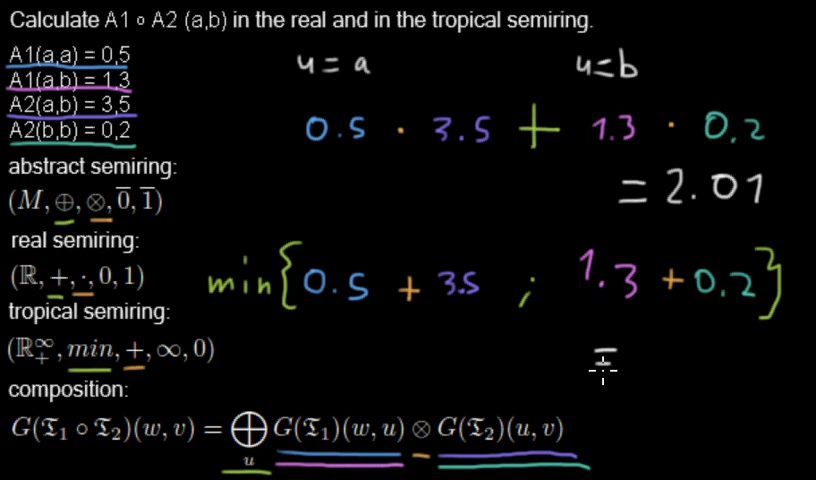 Calculate A1 ∘ A2 (a,b) in the real and in the tropical semiring.
A1(a,a) = 0,5
A1(a,b) = 1,3
A2(a,b) = 3,5
A2(b,b) = 0,2
u = a
u = b
0.5 · 3.5 + 1.3 · 0.2
= 2.01
abstract semiring:
(M, ⊕, ⊗, 0̅, 1̅)
real semiring:
(ℝ, +, ·, 0, 1)
min{0.5 + 3.5 ; 1.3 + 0.2}
tropical semiring:
(ℝ₊^∞, min, +, ∞, 0)
=
composition:
G(𝔗₁ ∘ 𝔗₂)(w, v) = ⊕_u G(𝔗₁)(w, u) ⊗ G(𝔗₂)(u, v)